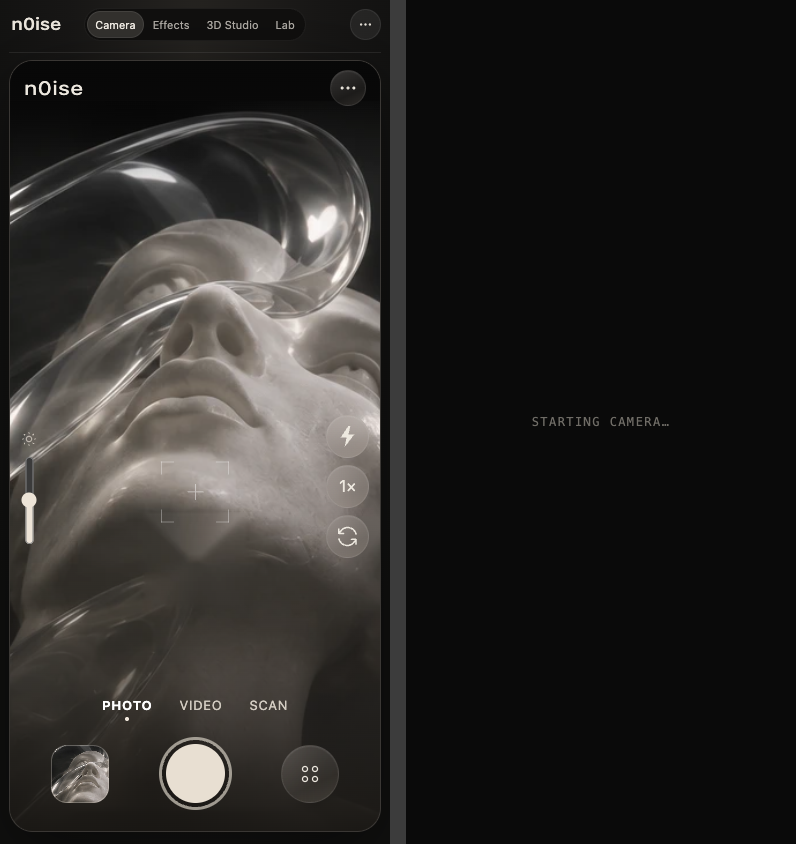 n0ise
Camera Effects 3D Studio Lab
n0ise
1×
PHOTO VIDEO SCAN
STARTING CAMERA…